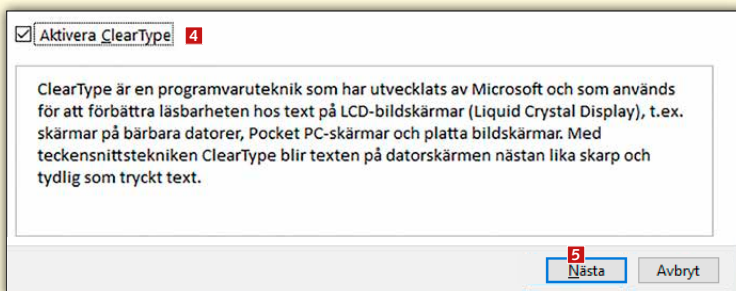 Aktivera ClearType 4
ClearType är en programvaruteknik som har utvecklats av Microsoft och som används
för att förbättra läsbarheten hos text på LCD-bildskärmar (Liquid Crystal Display), t.ex.
skärmar på bärbara datorer, Pocket PC-skärmar och platta bildskärmar. Med
teckensnittstekniken ClearType blir texten på datorskärmen nästan lika skarp och
tydlig som tryckt text.
5
Nästa Avbryt